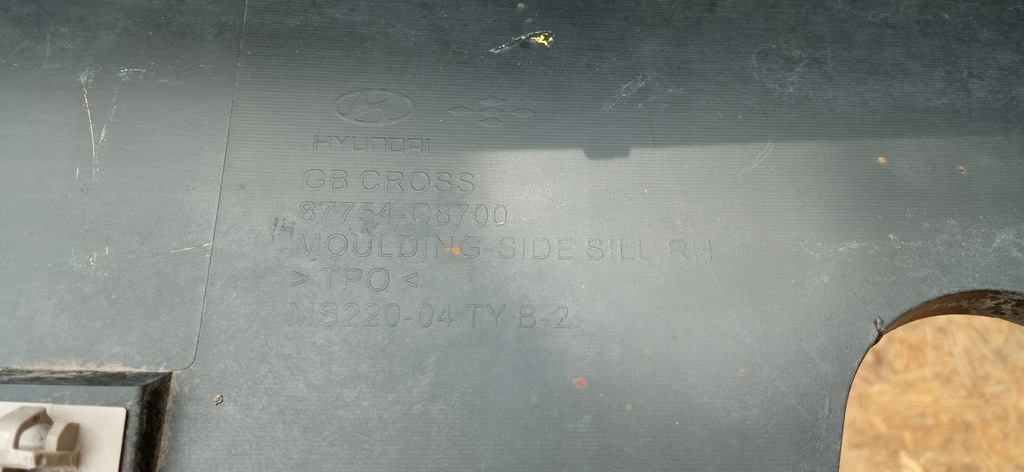 HYUNDAI
GB CROSS
87754-C8700
MOULDING-SIDE SILL, RH
> TPO <
MS220-04 TY B-2